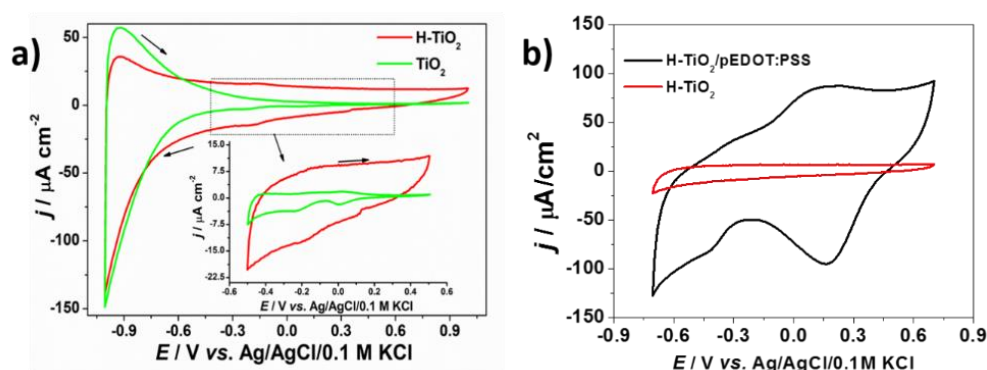 a)
H-TiO2
TiO2
50
0
-50
-100
-150
j / µA cm-2
-0.9 -0.6 -0.3 0.0 0.3 0.6 0.9
E / V vs. Ag/AgCl/0.1 M KCl
15.0
7.5
0.0
-7.5
-15.0
-22.5
j / µA cm-2
-0.6 -0.4 -0.2 0.0 0.2 0.4 0.6
E / V vs. Ag/AgCl/0.1 M KCl
b)
H-TiO2/pEDOT:PSS
H-TiO2
150
100
50
0
-50
-100
-150
j / µA/cm2
-0.6 -0.3 0.0 0.3 0.6 0.9
E / V vs. Ag/AgCl/0.1M KCl